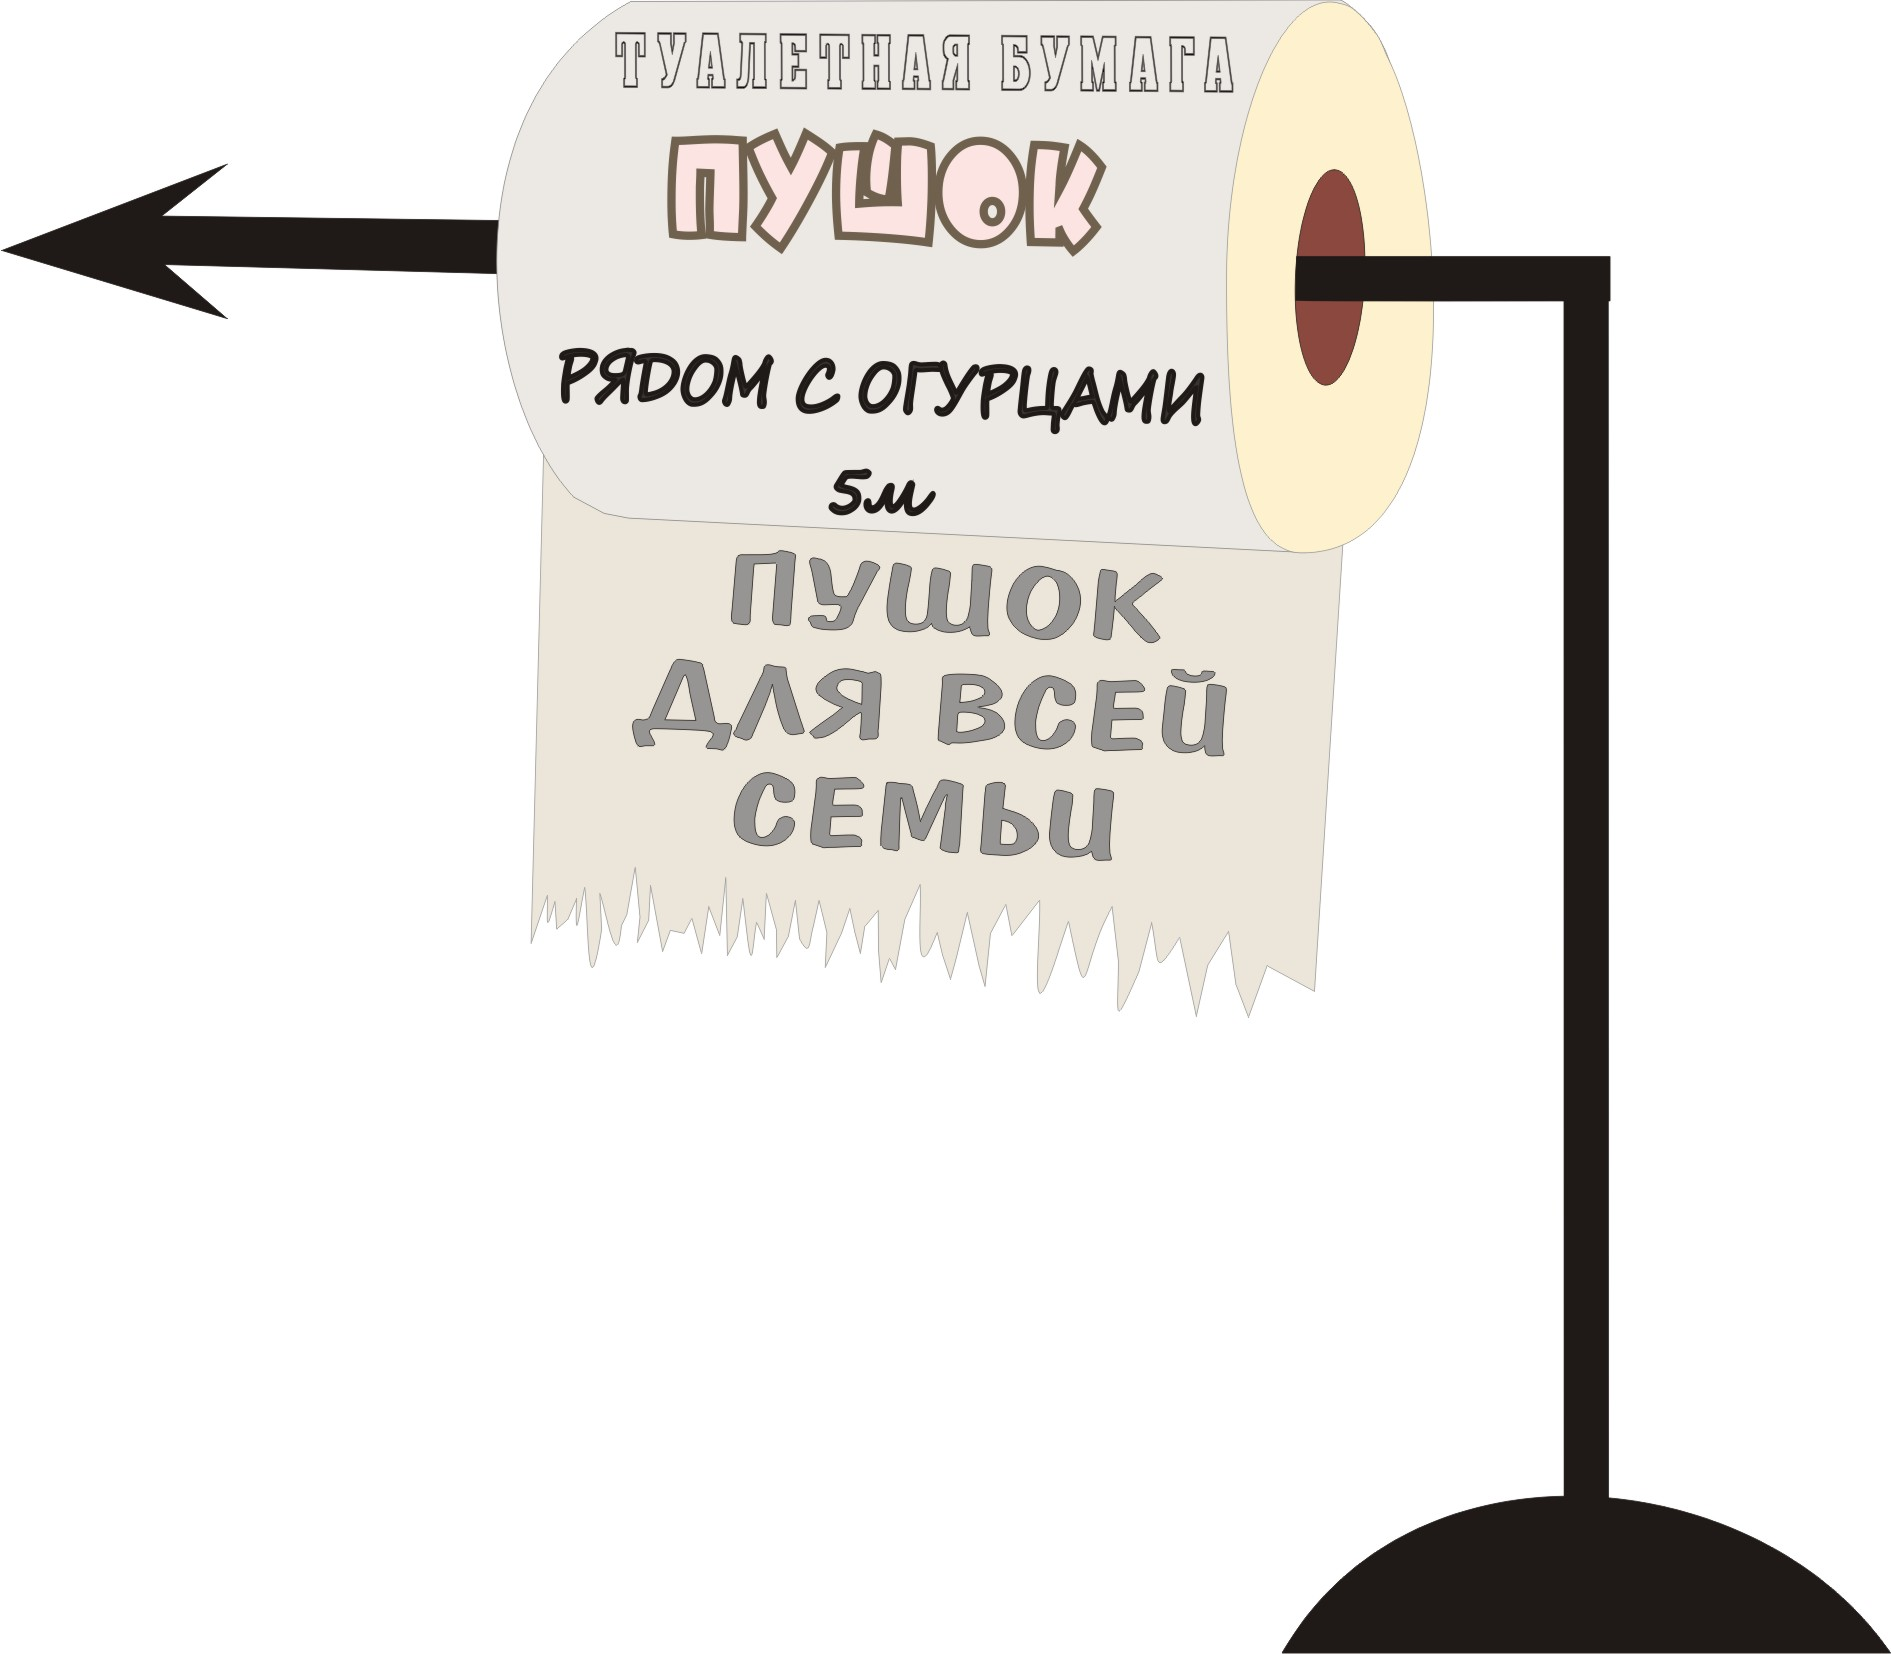 ТУАЛЕТНАЯ БУМАГА
ПУШОК
РЯДОМ С ОГУРЦАМИ
5м
ПУШОК
ДЛЯ ВСЕЙ
СЕМЬИ